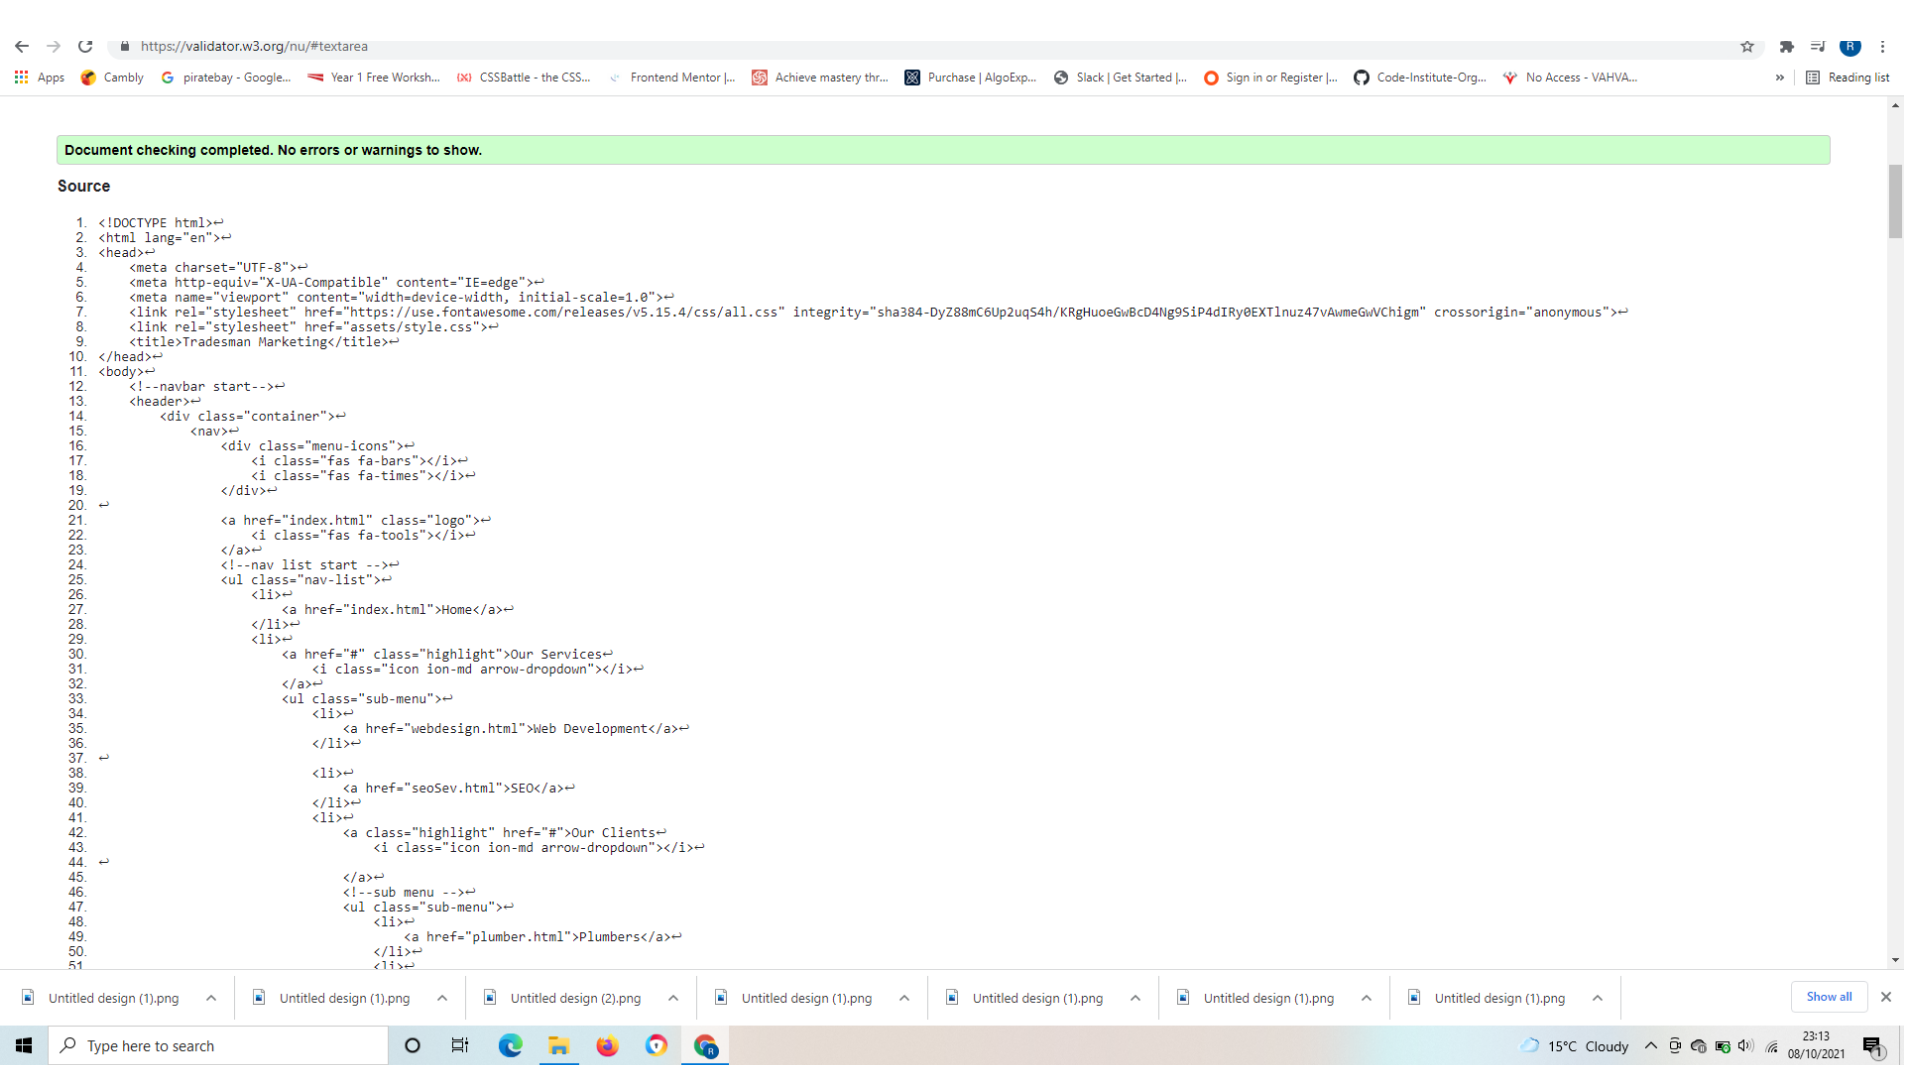 https://validator.w3.org/nu/#textarea
R
Apps Cambly piratebay - Google... Year 1 Free Worksh... CSSBattle - the CSS... Frontend Mentor |... Achieve mastery thr... Purchase | AlgoExp... Slack | Get Started |... Sign in or Register |... Code-Institute-Org... No Access - VAHVA... » Reading list
Document checking completed. No errors or warnings to show.
Source
1. <!DOCTYPE html>↩
2. <html lang="en">↩
3. <head>↩
4. <meta charset="UTF-8">↩
5. <meta http-equiv="X-UA-Compatible" content="IE=edge">↩
6. <meta name="viewport" content="width=device-width, initial-scale=1.0">↩
7. <link rel="stylesheet" href="https://use.fontawesome.com/releases/v5.15.4/css/all.css" integrity="sha384-DyZ88mC6Up2uqS4h/KRgHuoeGwBcD4Ng9SiP4dIRy0EXTlnuz47vAwmeGwVChigm" crossorigin="anonymous">↩
8. <link rel="stylesheet" href="assets/style.css">↩
9. <title>Tradesman Marketing</title>↩
10. </head>↩
11. <body>↩
12. <!--navbar start-->↩
13. <header>↩
14. <div class="container">↩
15. <nav>↩
16. <div class="menu-icons">↩
17. <i class="fas fa-bars"></i>↩
18. <i class="fas fa-times"></i>↩
19. </div>↩
20. ↩
21. <a href="index.html" class="logo">↩
22. <i class="fas fa-tools"></i>↩
23. </a>↩
24. <!--nav list start -->↩
25. <ul class="nav-list">↩
26. <li>↩
27. <a href="index.html">Home</a>↩
28. </li>↩
29. <li>↩
30. <a href="#" class="highlight">Our Services↩
31. <i class="icon ion-md arrow-dropdown"></i>↩
32. </a>↩
33. <ul class="sub-menu">↩
34. <li>↩
35. <a href="webdesign.html">Web Development</a>↩
36. </li>↩
37. ↩
38. <li>↩
39. <a href="seoSev.html">SEO</a>↩
40. </li>↩
41. <li>↩
42. <a class="highlight" href="#">Our Clients↩
43. <i class="icon ion-md arrow-dropdown"></i>↩
44. ↩
45. </a>↩
46. <!--sub menu -->↩
47. <ul class="sub-menu">↩
48. <li>↩
49. <a href="plumber.html">Plumbers</a>↩
50. </li>↩
51. <li>↩
Untitled design (1).png Untitled design (1).png Untitled design (2).png Untitled design (1).png Untitled design (1).png Untitled design (1).png Untitled design (1).png Show all
Type here to search 15°C Cloudy 23:13
08/10/2021 1